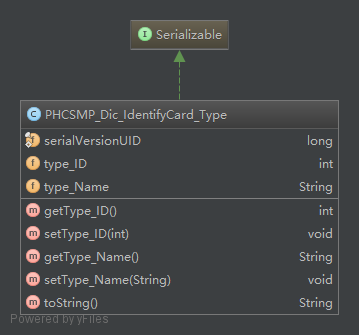 Serializable
PHCSMP_Dic_IdentifyCard_Type
serialVersionUID long
type_ID int
type_Name String
getType_ID() int
setType_ID(int) void
getType_Name() String
setType_Name(String) void
toString() String
Powered by yFiles